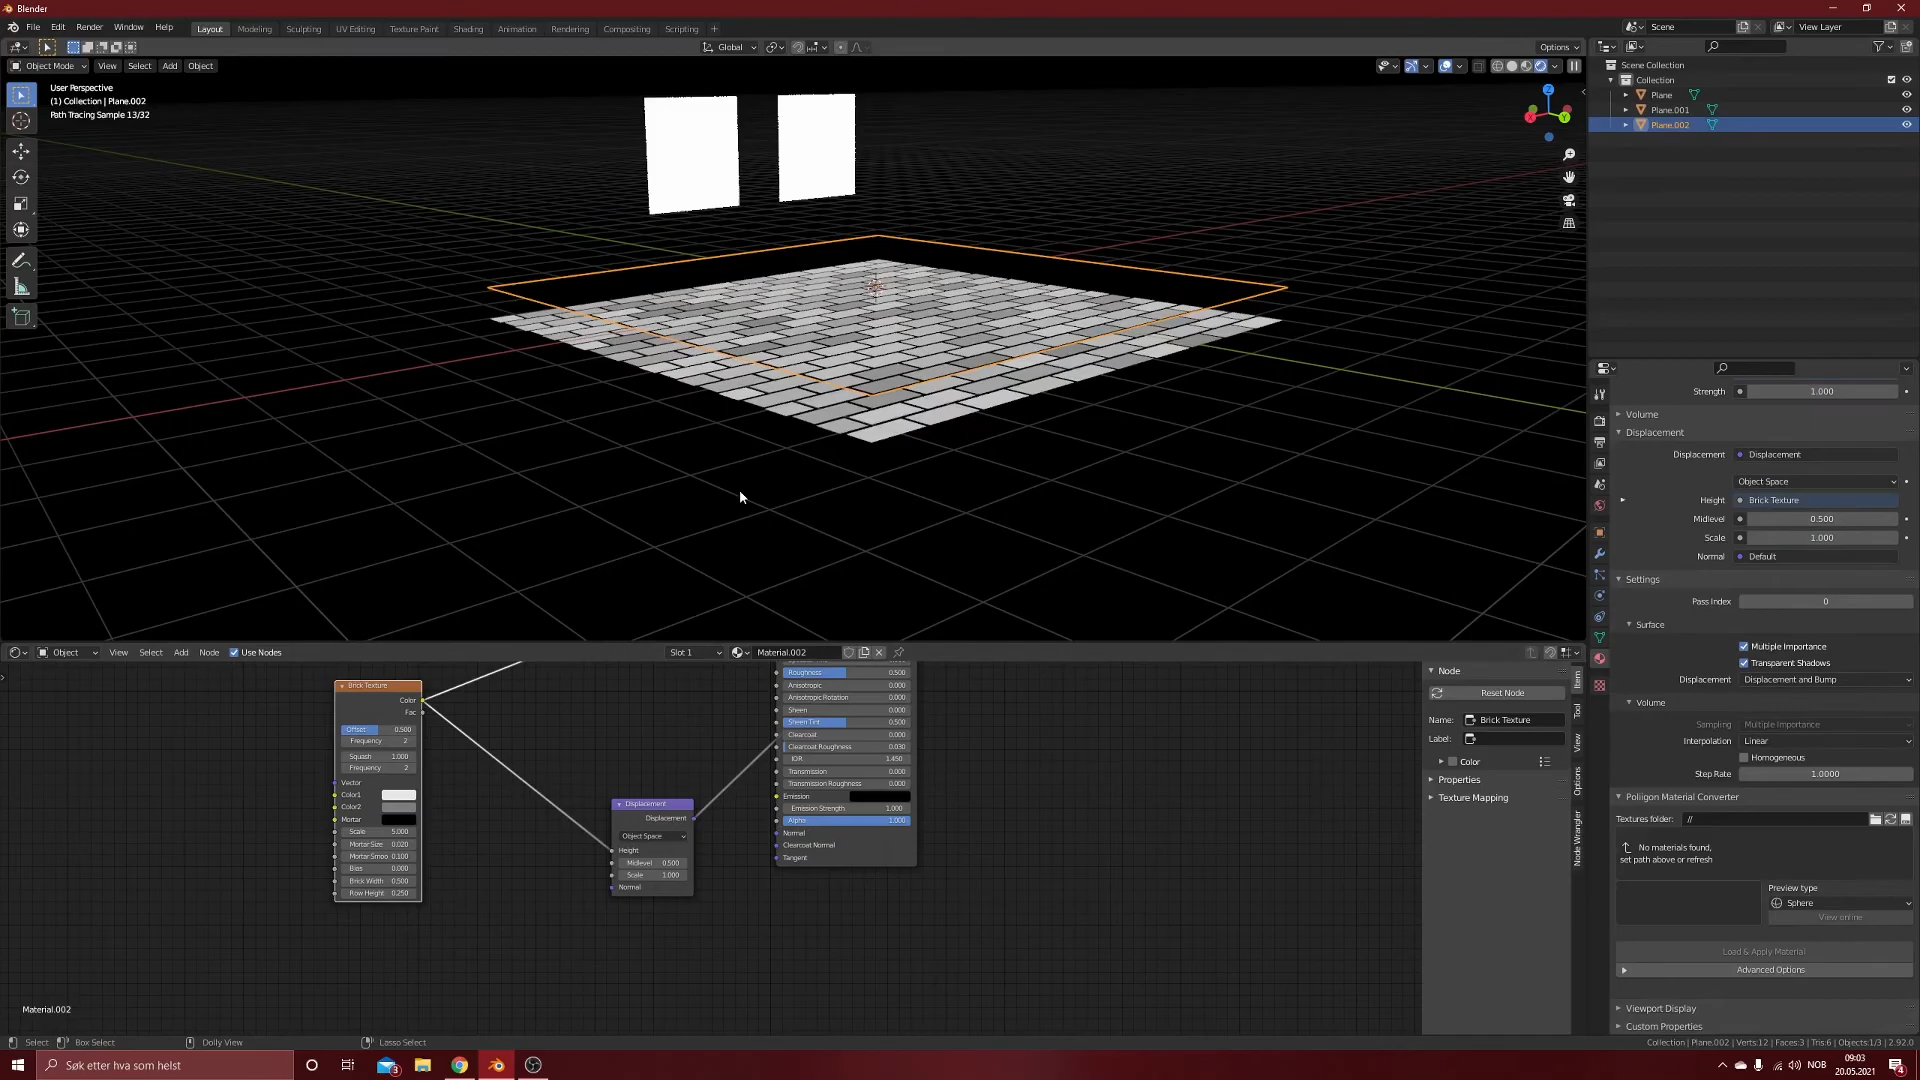 Blender
File Edit Render Window Help
Layout Modeling Sculpting UV Editing Texture Paint Shading Animation Rendering Compositing Scripting +
Scene
View Layer
Global
Options
Object Mode View Select Add Object
User Perspective
(1) Collection | Plane.002
Path Tracing Sample 13/32
Z
X
Y
Scene Collection
Collection
Plane
Plane.001
Plane.002
Strength 1.000
Volume
Displacement
Displacement Displacement
Object Space
Height Brick Texture
Midlevel 0.500
Scale 1.000
Normal Default
Settings
Pass Index 0
Surface
Multiple Importance
Transparent Shadows
Displacement Displacement and Bump
Volume
Sampling Multiple Importance
Interpolation Linear
Homogeneous
Step Rate 1.0000
Poliigon Material Converter
Textures folder: //
No materials found,
set path above or refresh
Preview type
Sphere
View online
Load & Apply Material
Advanced Options
Viewport Display
Custom Properties
Object View Select Add Node Use Nodes
Slot 1
Material.002
Brick Texture
Color
Fac
Offset 0.500
Frequency 2
Squash 1.000
Frequency 2
Vector
Color1
Color2
Mortar
Scale 5.000
Mortar Size 0.020
Mortar Smoo 0.100
Bias 0.000
Brick Width 0.500
Row Height 0.250
Displacement
Displacement
Object Space
Height
Midlevel 0.500
Scale 1.000
Normal
Roughness 0.500
Anisotropic 0.000
Anisotropic Rotation 0.000
Sheen 0.000
Sheen Tint 0.500
Clearcoat 0.000
Clearcoat Roughness 0.030
IOR 1.450
Transmission 0.000
Transmission Roughness 0.000
Emission
Emission Strength 1.000
Alpha 1.000
Normal
Clearcoat Normal
Tangent
Node
Reset Node
Name: Brick Texture
Label:
Color
Properties
Texture Mapping
Item
Tool
View
Options
Node Wrangler
Material.002
Select Box Select Dolly View Lasso Select
Collection | Plane.002 | Verts:12 | Faces:3 | Tris:6 | Objects:1/3 | 2.92.0
Søk etter hva som helst
3
NOB
09:03
20.05.2021
4